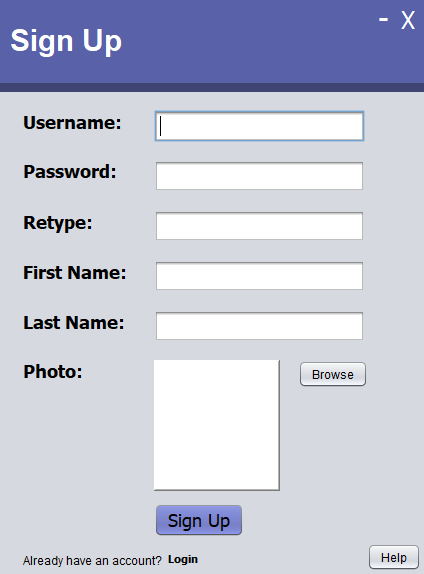 - X
Sign Up
Username:
Password:
Retype:
First Name:
Last Name:
Photo: Browse
Sign Up
Already have an account? Login Help